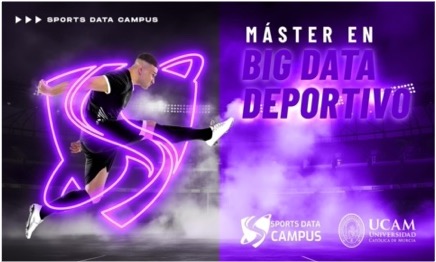 SPORTS DATA CAMPUS
MÁSTER EN
BIG DATA
DEPORTIVO
SPORTS DATA
CAMPUS
UCAM
UNIVERSIDAD
CATÓLICA DE MURCIA